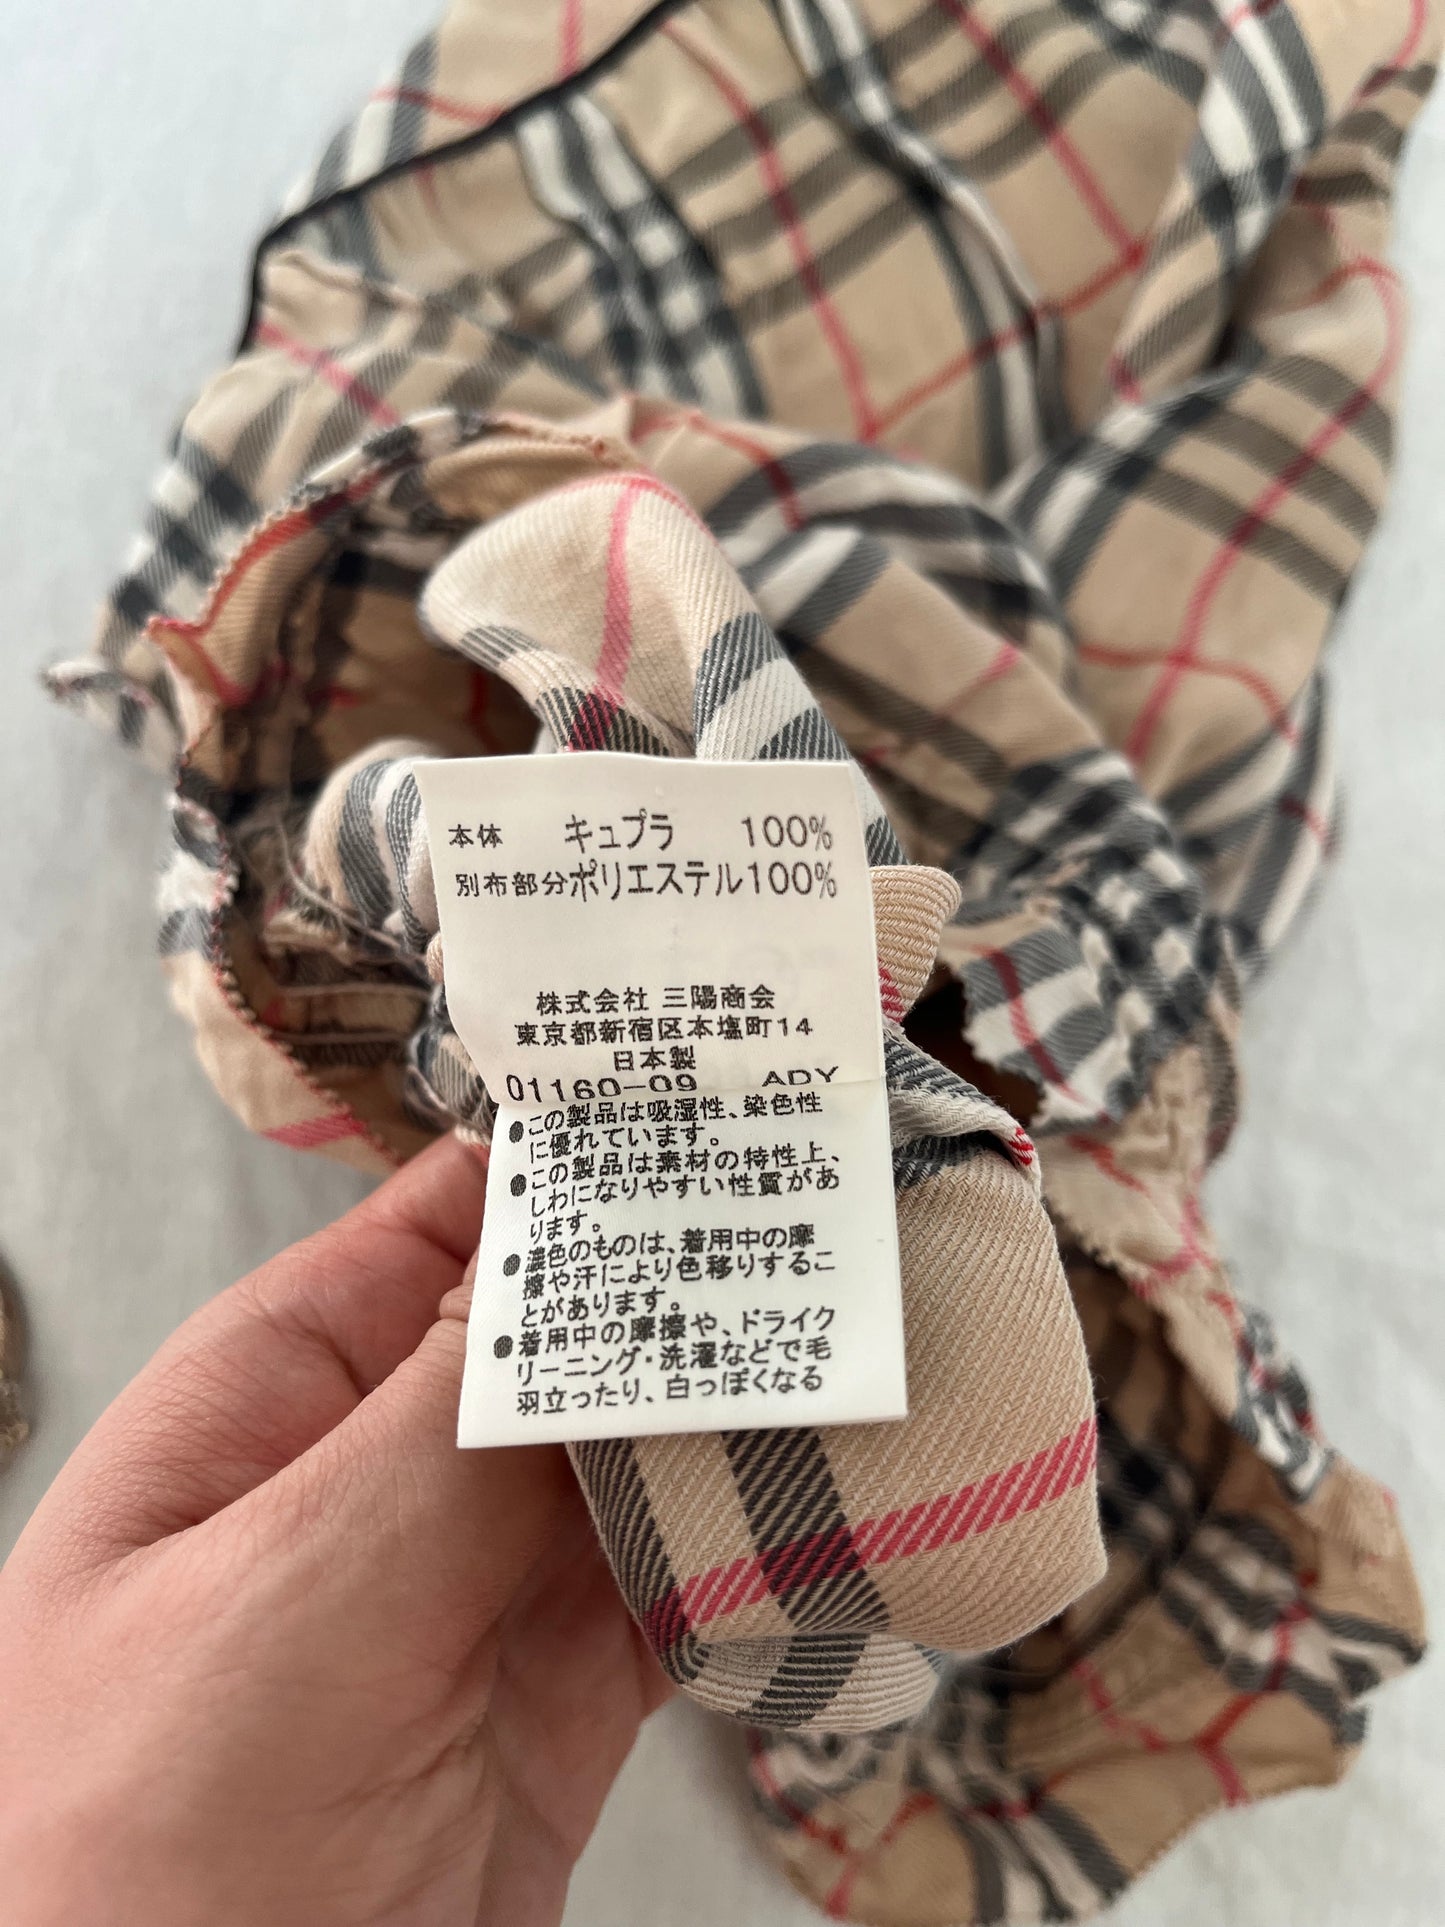 本体 キュプラ 100%
別布部分ポリエステル100%
株式会社 三陽商会
東京都新宿区本塩町14
日本製
01160-09 ADY
●この製品は吸湿性、染色性
に優れています。
●この製品は素材の特性上、
しわになりやすい性質があ
ります。
●濃色のものは、着用中の摩
擦や汗により色移りするこ
とがあります。
●着用中の摩擦や、ドライク
リーニング・洗濯などで毛
羽立ったり、白っぽくなる